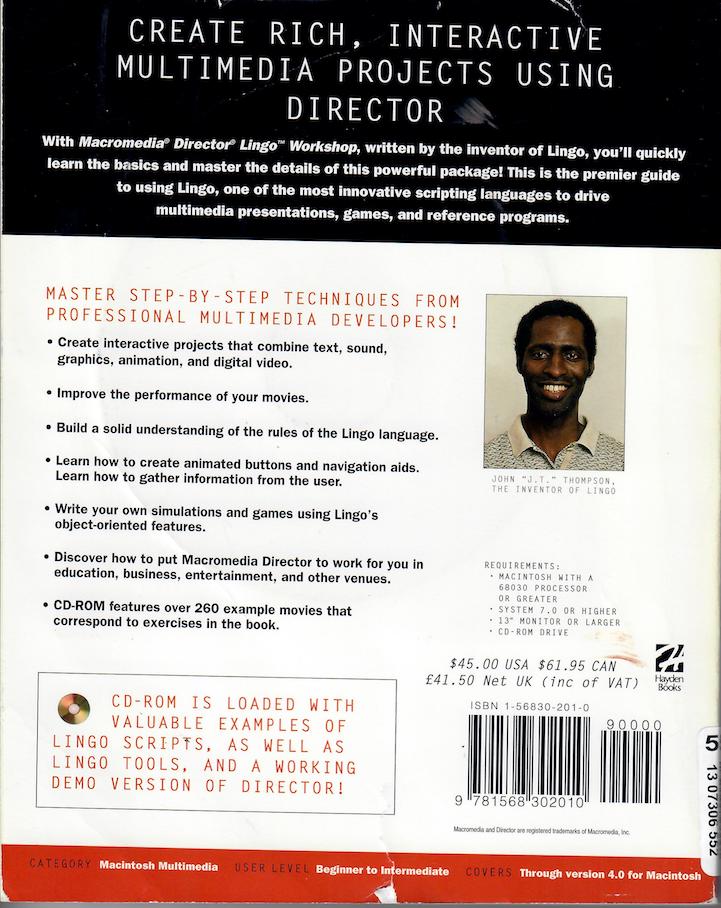 CREATE RICH, INTERACTIVE
MULTIMEDIA PROJECTS USING
DIRECTOR
With Macromedia® Director® Lingo™ Workshop, written by the inventor of Lingo, you'll quickly
learn the basics and master the details of this powerful package! This is the premier guide
to using Lingo, one of the most innovative scripting languages to drive
multimedia presentations, games, and reference programs.
MASTER STEP-BY-STEP TECHNIQUES FROM
PROFESSIONAL MULTIMEDIA DEVELOPERS!
• Create interactive projects that combine text, sound,
graphics, animation, and digital video.
• Improve the performance of your movies.
• Build a solid understanding of the rules of the Lingo language.
• Learn how to create animated buttons and navigation aids.
Learn how to gather information from the user.
• Write your own simulations and games using Lingo's
object-oriented features.
• Discover how to put Macromedia Director to work for you in
education, business, entertainment, and other venues.
• CD-ROM features over 260 example movies that
correspond to exercises in the book.
JOHN "J.T." THOMPSON,
THE INVENTOR OF LINGO
REQUIREMENTS:
• MACINTOSH WITH A
68030 PROCESSOR
OR GREATER
• SYSTEM 7.0 OR HIGHER
• 13" MONITOR OR LARGER
• CD-ROM DRIVE
$45.00 USA $61.95 CAN
£41.50 Net UK (inc of VAT)
Hayden
Books
CD-ROM IS LOADED WITH
VALUABLE EXAMPLES OF
LINGO SCRIPTS, AS WELL AS
LINGO TOOLS, AND A WORKING
DEMO VERSION OF DIRECTOR!
ISBN 1-56830-201-0
90000
9 781568 302010
5
13 07306 552
Macromedia and Director are registered trademarks of Macromedia, Inc.
CATEGORY Macintosh Multimedia USER LEVEL Beginner to Intermediate COVERS Through version 4.0 for Macintosh